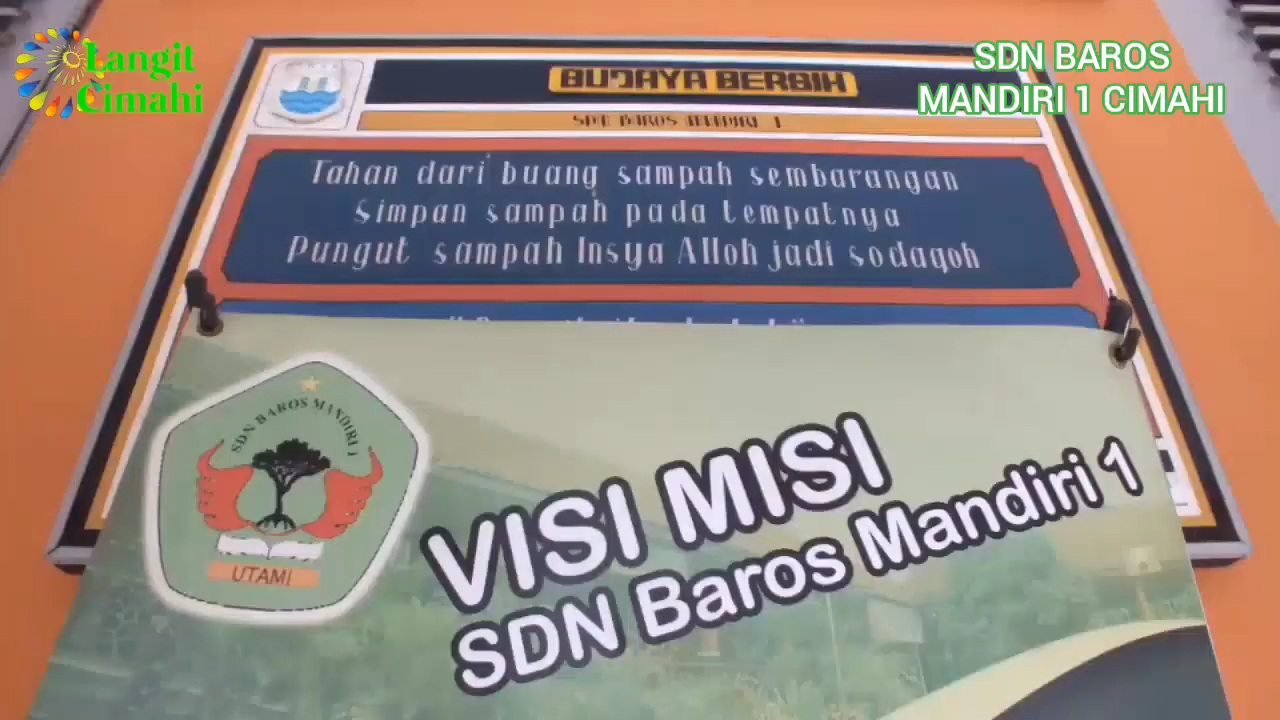 Langit
Cimahi
SDN BAROS
MANDIRI 1 CIMAHI
BUDAYA BERSIH
SDN BAROS MANDIRI 1
Tahan dari buang sampah sembarangan
Simpan sampah pada tempatnya
Pungut sampah Insya Alloh jadi sodaqoh
SDN BAROS MANDIRI 1
UTAMI
VISI MISI
SDN Baros Mandiri 1